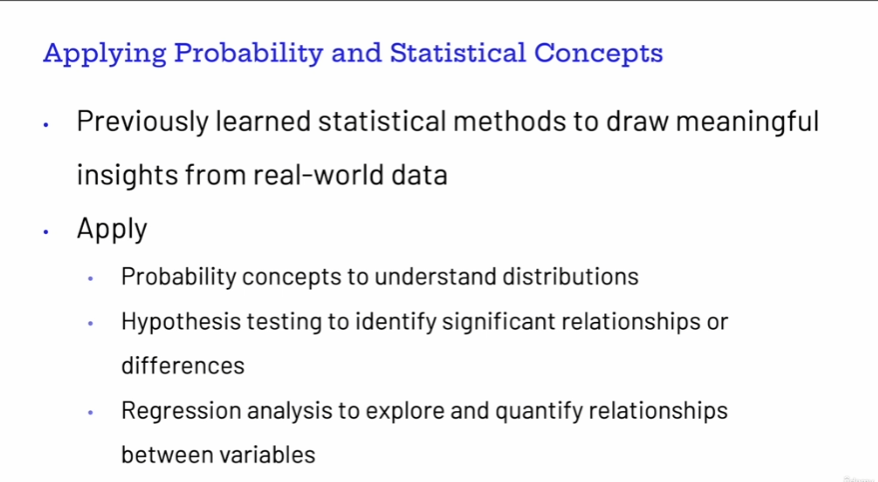 Applying Probability and Statistical Concepts
• Previously learned statistical methods to draw meaningful
insights from real-world data
• Apply
• Probability concepts to understand distributions
• Hypothesis testing to identify significant relationships or
differences
• Regression analysis to explore and quantify relationships
between variables